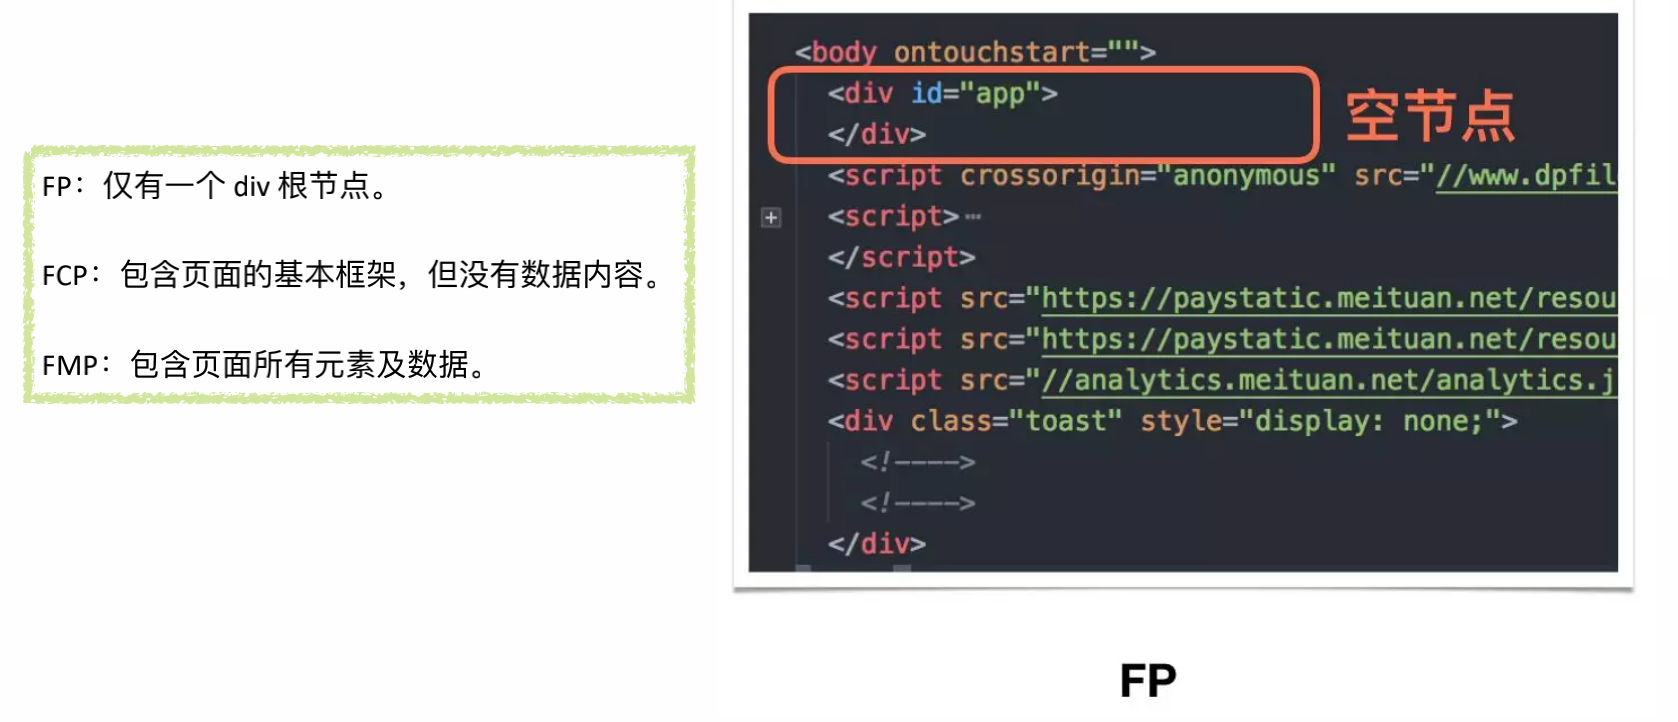 FP：仅有一个 div 根节点。
FCP：包含页面的基本框架，但没有数据内容。
FMP：包含页面所有元素及数据。
<body ontouchstart="">
<div id="app">
</div>
空节点
<script crossorigin="anonymous" src="//www.dpfil
<script>…
</script>
<script src="https://paystatic.meituan.net/resou
<script src="https://paystatic.meituan.net/resou
<script src="//analytics.meituan.net/analytics.j
<div class="toast" style="display: none;">
<!---->
<!---->
</div>
FP